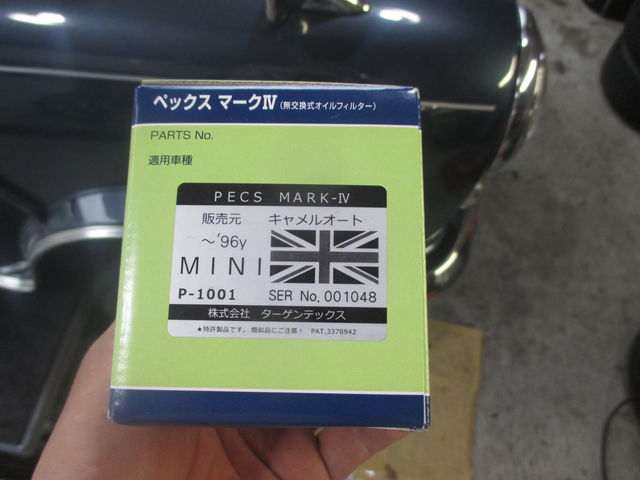 ペックス マークⅣ (無交換式オイルフィルター)
PARTS No.
適用車種
PECS MARK-Ⅳ
販売元 キャメルオート
～'96y
MINI
P-1001 SER No. 001048
株式会社 ターゲンテックス
★特許製品です。類似品にご注意！ PAT.3378942